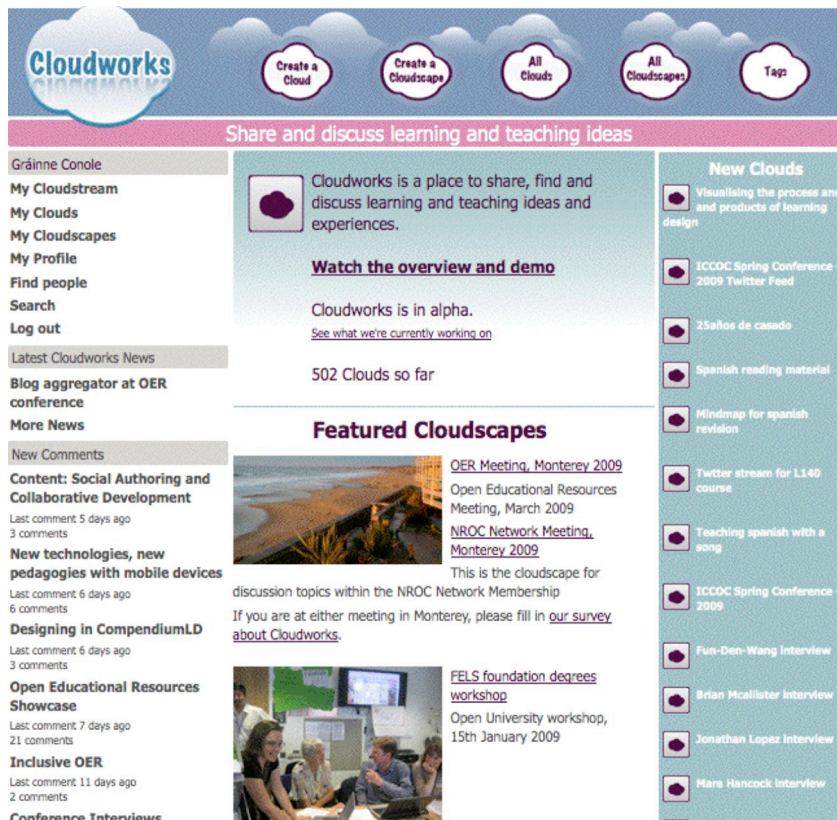 Cloudworks
Create a
Cloud
Create a
Cloudscape
All
Clouds
All
Cloudscapes
Tags
Share and discuss learning and teaching ideas
Gráinne Conole
My Cloudstream
My Clouds
My Cloudscapes
My Profile
Find people
Search
Log out
Latest Cloudworks News
Blog aggregator at OER
conference
More News
New Comments
Content: Social Authoring and
Collaborative Development
Last comment 5 days ago
3 comments
New technologies, new
pedagogies with mobile devices
Last comment 6 days ago
6 comments
Designing in CompendiumLD
Last comment 6 days ago
3 comments
Open Educational Resources
Showcase
Last comment 7 days ago
21 comments
Inclusive OER
Last comment 11 days ago
2 comments
Conference Interviews
Cloudworks is a place to share, find and
discuss learning and teaching ideas and
experiences.
Watch the overview and demo
Cloudworks is in alpha.
See what we're currently working on
502 Clouds so far
Featured Cloudscapes
OER Meeting, Monterey 2009
Open Educational Resources
Meeting, March 2009
NROC Network Meeting,
Monterey 2009
This is the cloudscape for
discussion topics within the NROC Network Membership
If you are at either meeting in Monterey, please fill in our survey
about Cloudworks.
FELS foundation degrees
workshop
Open University workshop,
15th January 2009
New Clouds
Visualising the process and
and products of learning
design
ICCOC Spring Conference -
2009 Twitter Feed
25años de casado
Spanish reading material
Mindmap for spanish
revision
Twtter stream for L140
course
Teaching spanish with a
song
ICCOC Spring Conference -
2009
Fun-Den-Wang interview
Brian Mcallister interview
Jonathan Lopez interview
Mara Hancock interview